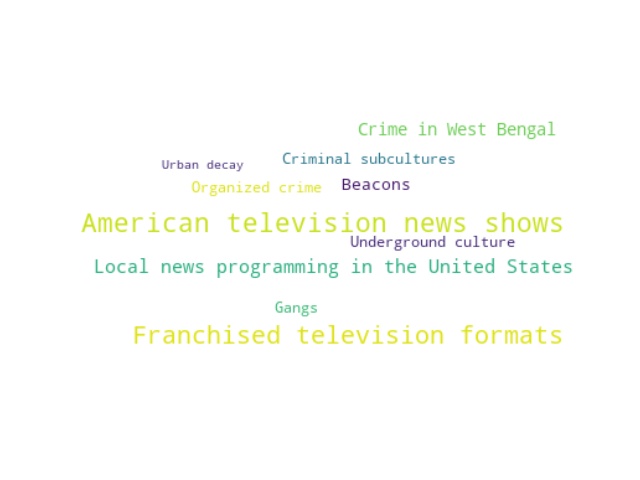 Crime in West Bengal
Criminal subcultures
Urban decay
Organized crime
Beacons
American television news shows
Underground culture
Local news programming in the United States
Gangs
Franchised television formats